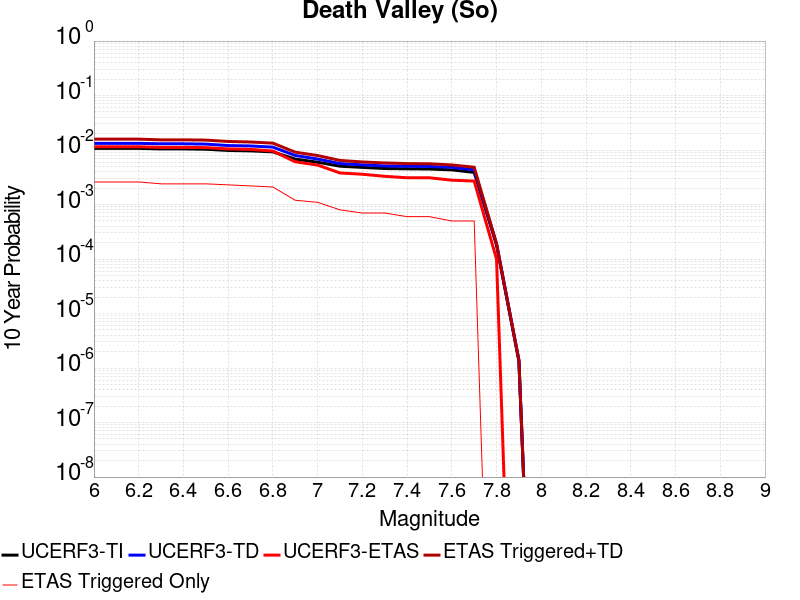 Death Valley (So)
10^0
10^-1
10^-2
10^-3
10^-4
10^-5
10^-6
10^-7
10^-8
10 Year Probability
6 6.2 6.4 6.6 6.8 7 7.2 7.4 7.6 7.8 8 8.2 8.4 8.6 8.8 9
Magnitude
UCERF3-TI UCERF3-TD UCERF3-ETAS ETAS Triggered+TD
ETAS Triggered Only